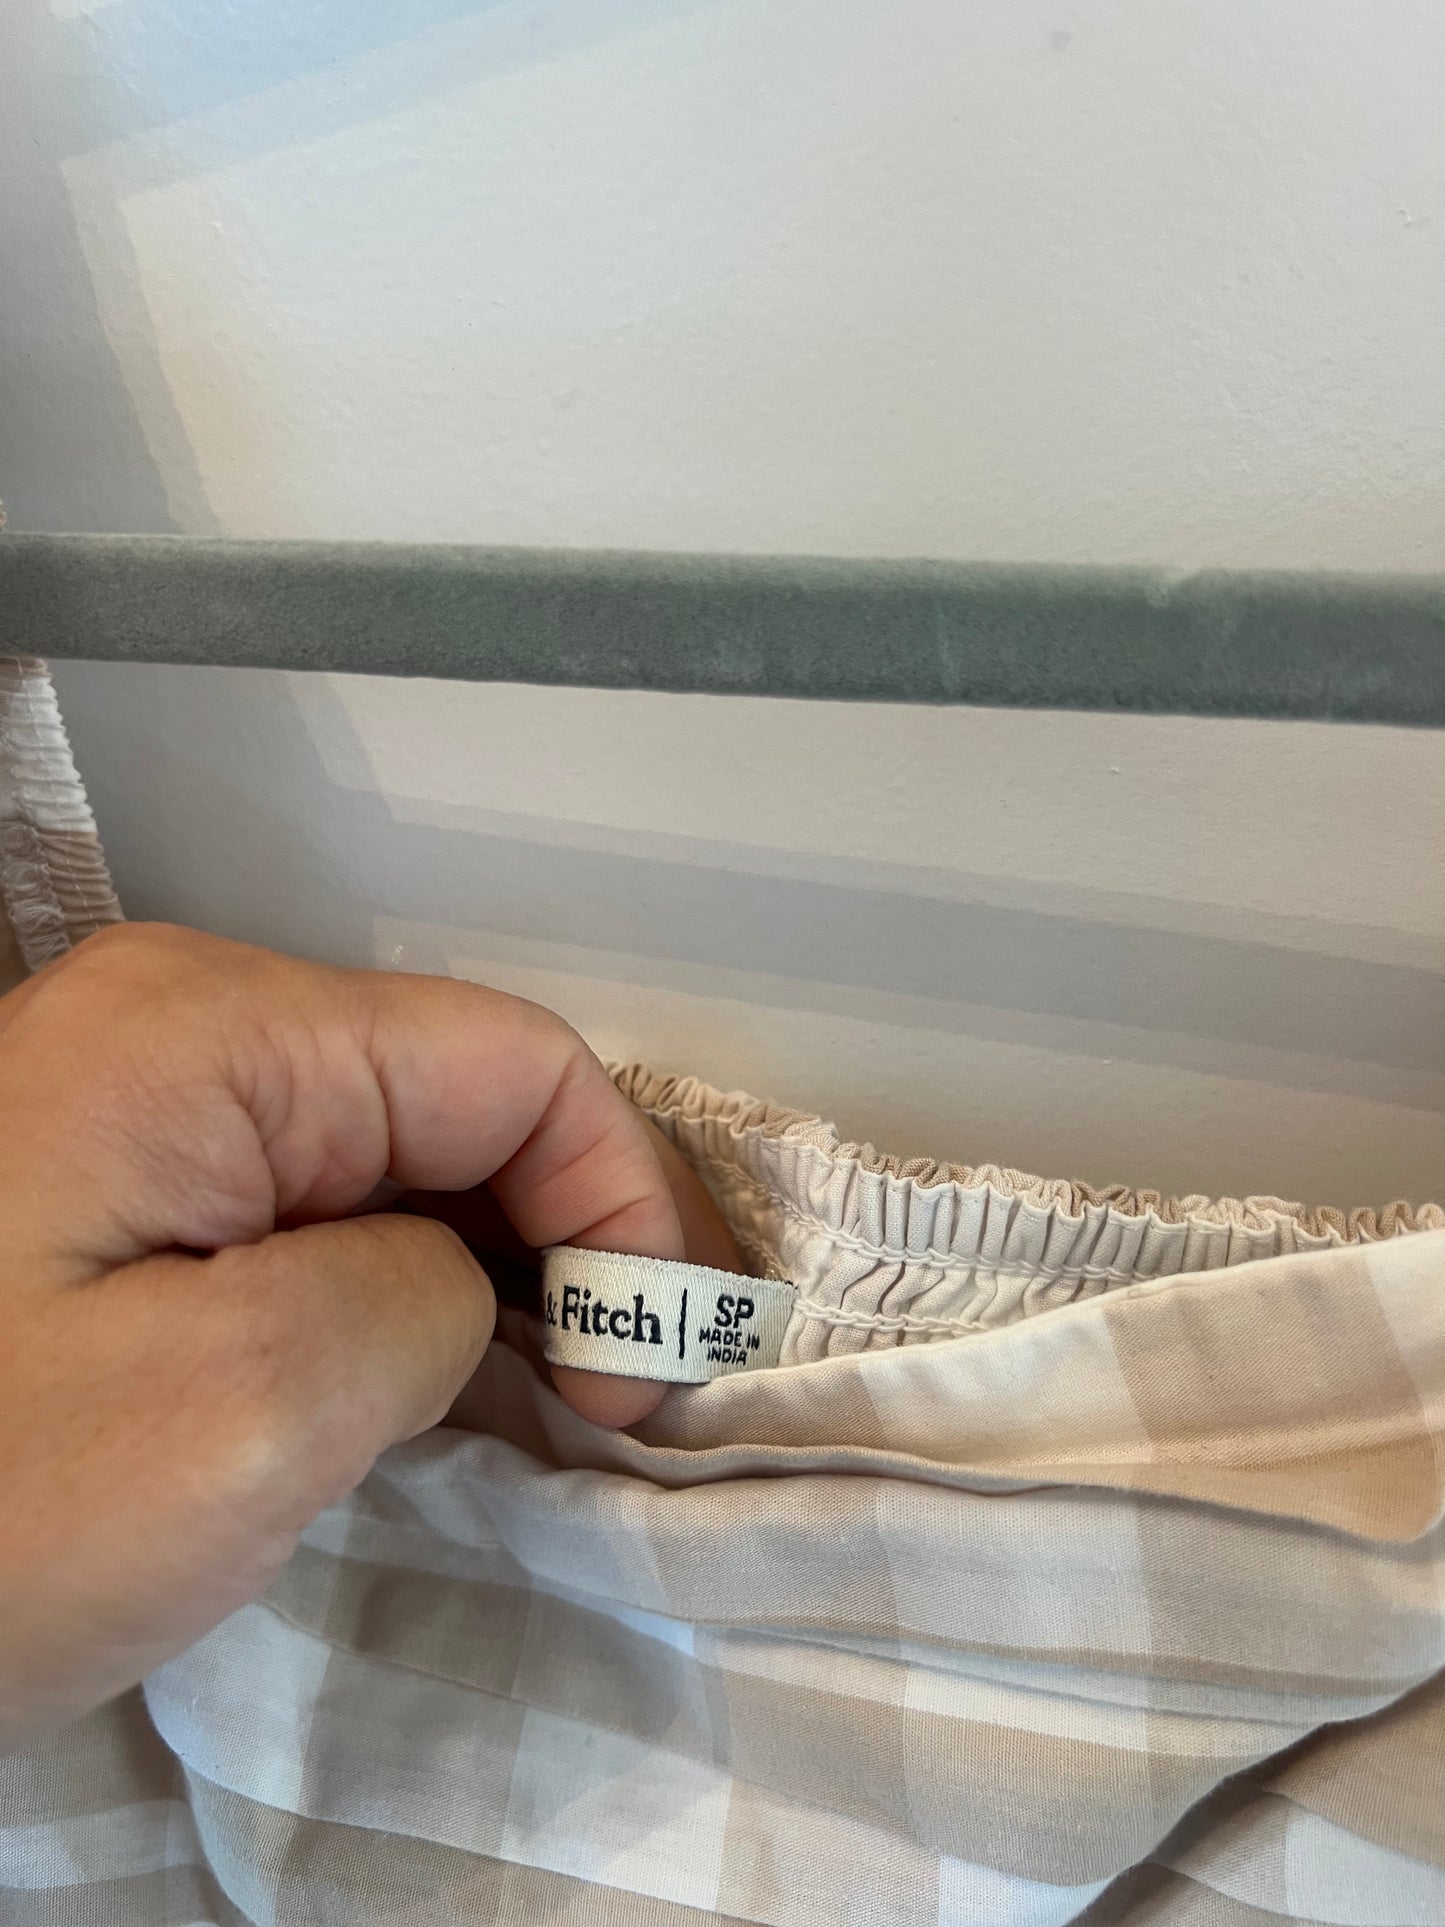 & Fitch | SP
MADE IN
INDIA